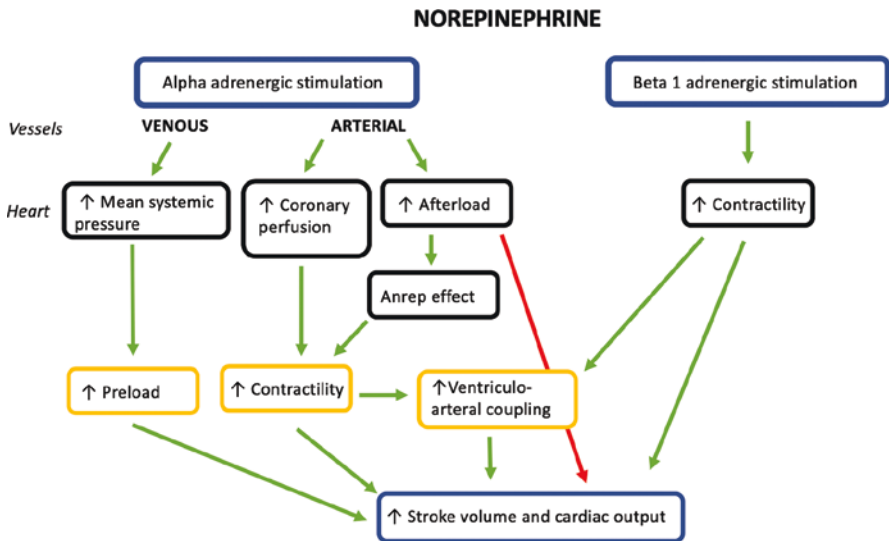 NOREPINEPHRINE
Alpha adrenergic stimulation
Beta 1 adrenergic stimulation
Vessels
VENOUS
ARTERIAL
Heart
↑ Mean systemic
pressure
↑ Coronary
perfusion
↑ Afterload
↑ Contractility
Anrep effect
↑ Preload
↑ Contractility
↑Ventriculo-
arteral coupling
↑ Stroke volume and cardiac output